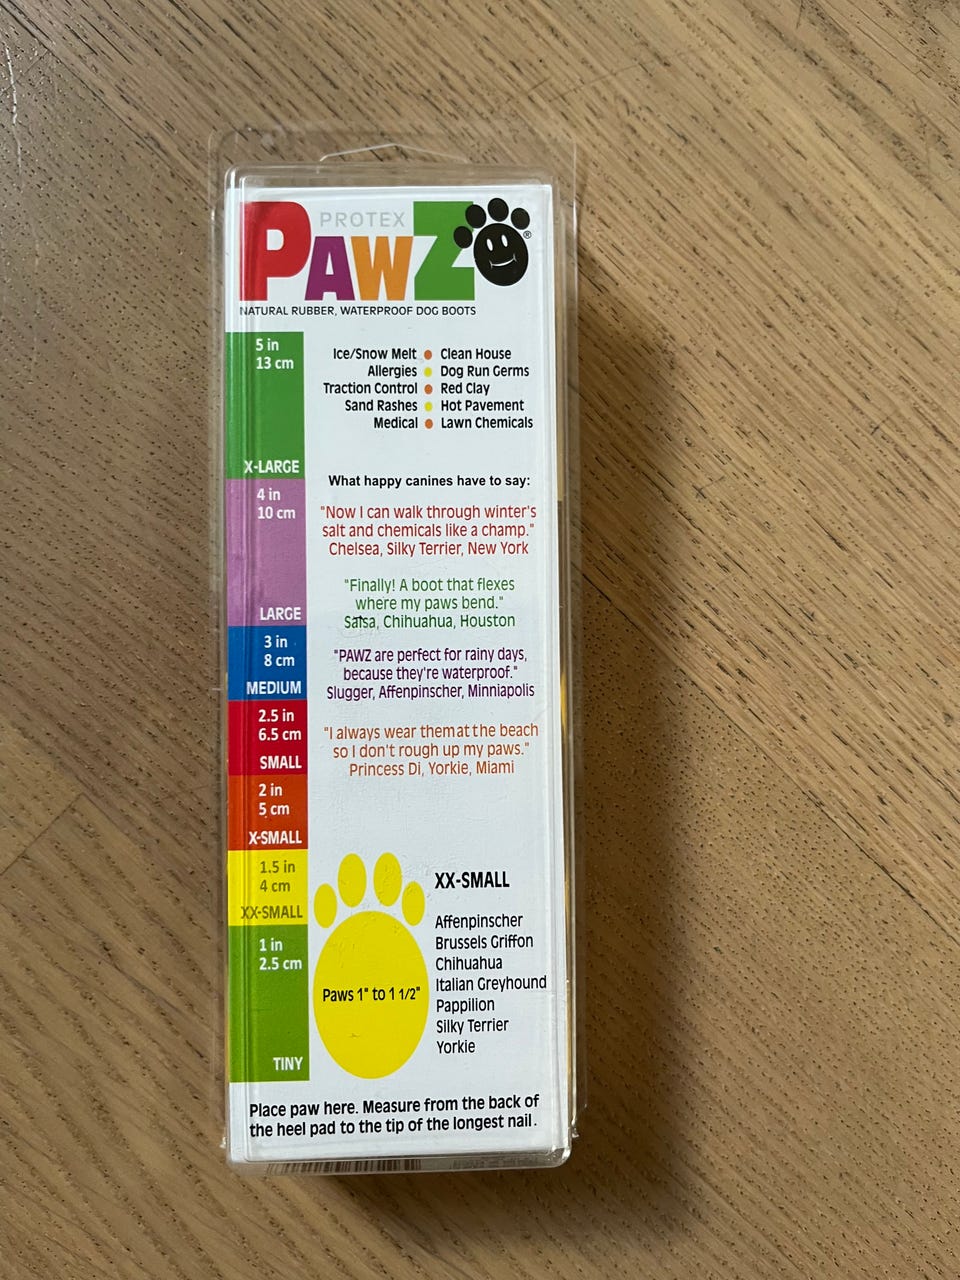 PROTEX
PAWZ®
NATURAL RUBBER, WATERPROOF DOG BOOTS
5 in
13 cm
X-LARGE
4 in
10 cm
LARGE
3 in
8 cm
MEDIUM
2.5 in
6.5 cm
SMALL
2 in
5 cm
X-SMALL
1.5 in
4 cm
XX-SMALL
1 in
2.5 cm
TINY
Ice/Snow Melt • Clean House
Allergies • Dog Run Germs
Traction Control • Red Clay
Sand Rashes • Hot Pavement
Medical • Lawn Chemicals
What happy canines have to say:
"Now I can walk through winter's
salt and chemicals like a champ."
Chelsea, Silky Terrier, New York
"Finally! A boot that flexes
where my paws bend."
Salsa, Chihuahua, Houston
"PAWZ are perfect for rainy days,
because they're waterproof."
Slugger, Affenpinscher, Minniapolis
"I always wear them at the beach
so I don't rough up my paws."
Princess Di, Yorkie, Miami
Paws 1" to 1 1/2"
XX-SMALL
Affenpinscher
Brussels Griffon
Chihuahua
Italian Greyhound
Pappilion
Silky Terrier
Yorkie
Place paw here. Measure from the back of
the heel pad to the tip of the longest nail.